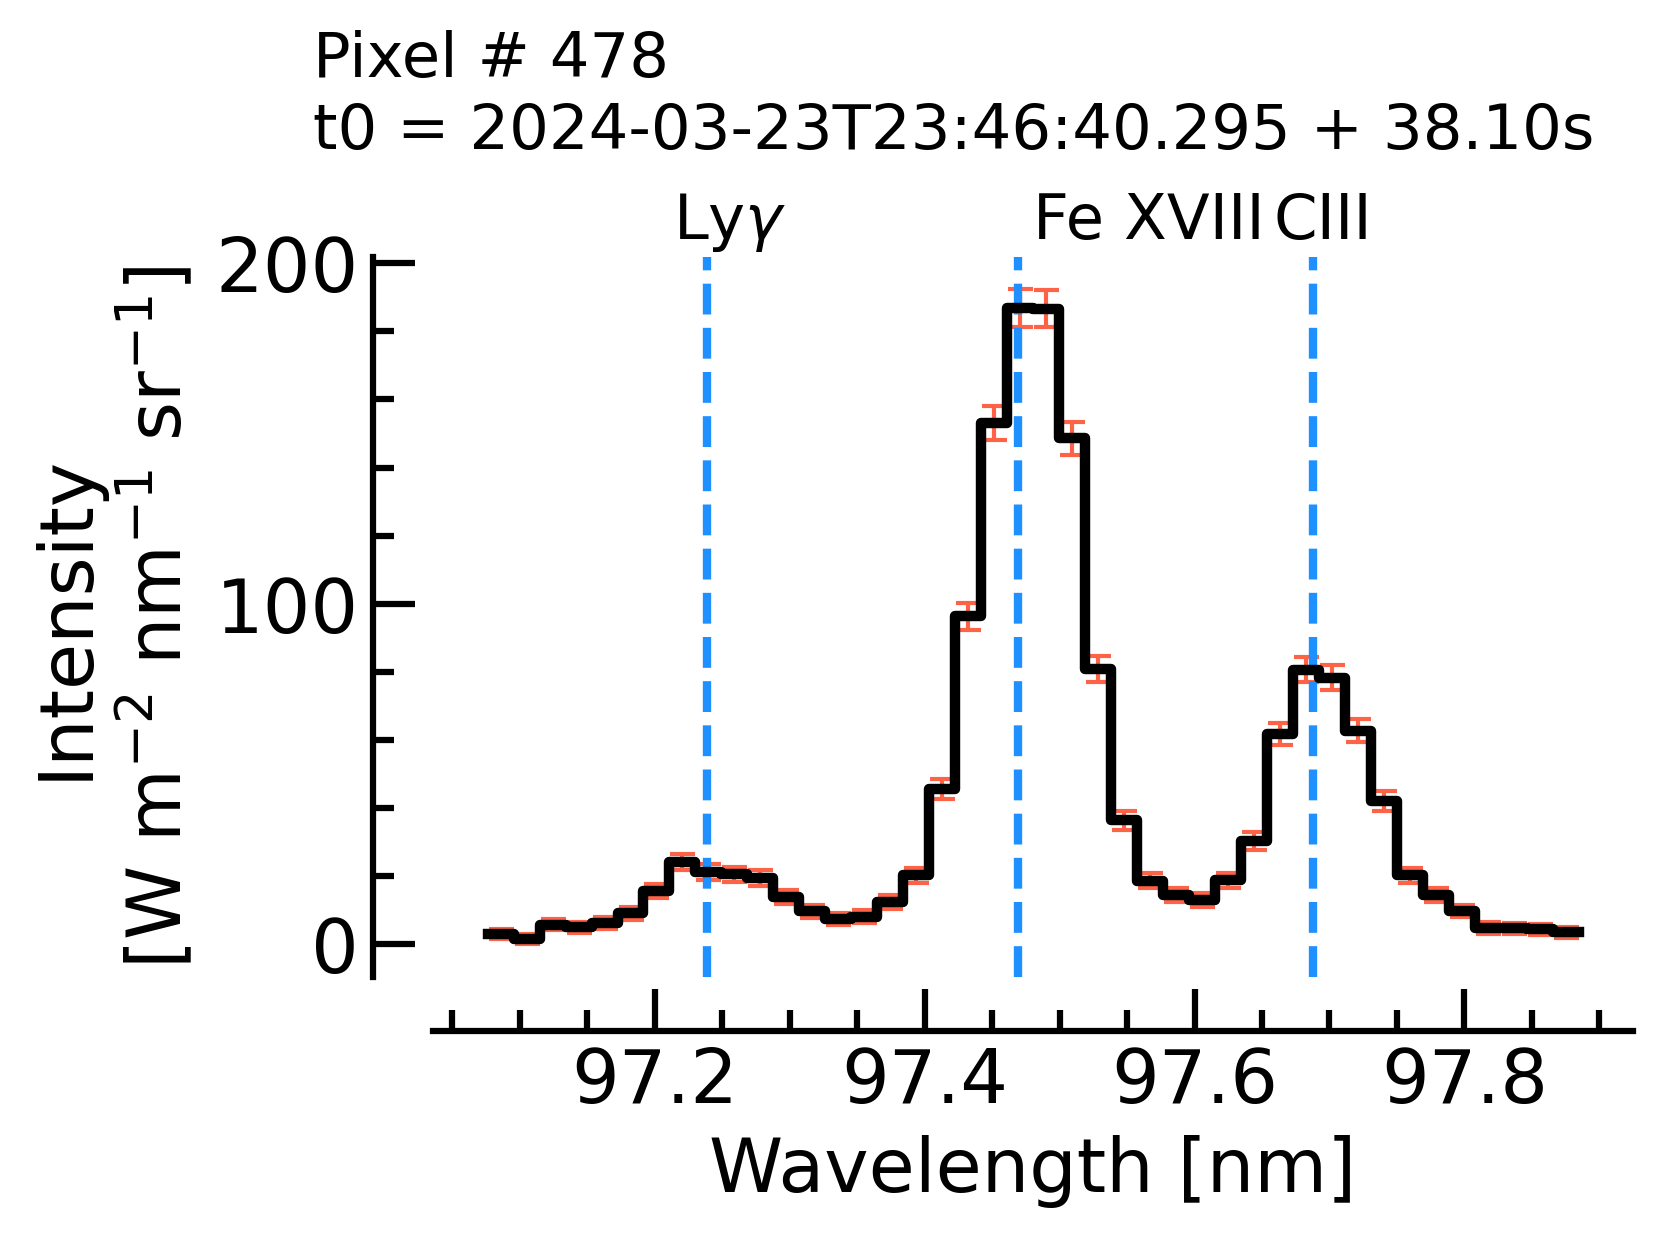 Pixel # 478
t0 = 2024-03-23T23:46:40.295 + 38.10s
Lyγ Fe XVIII CIII
200
100
0
Intensity
[W m⁻² nm⁻¹ sr⁻¹]
97.2 97.4 97.6 97.8
Wavelength [nm]